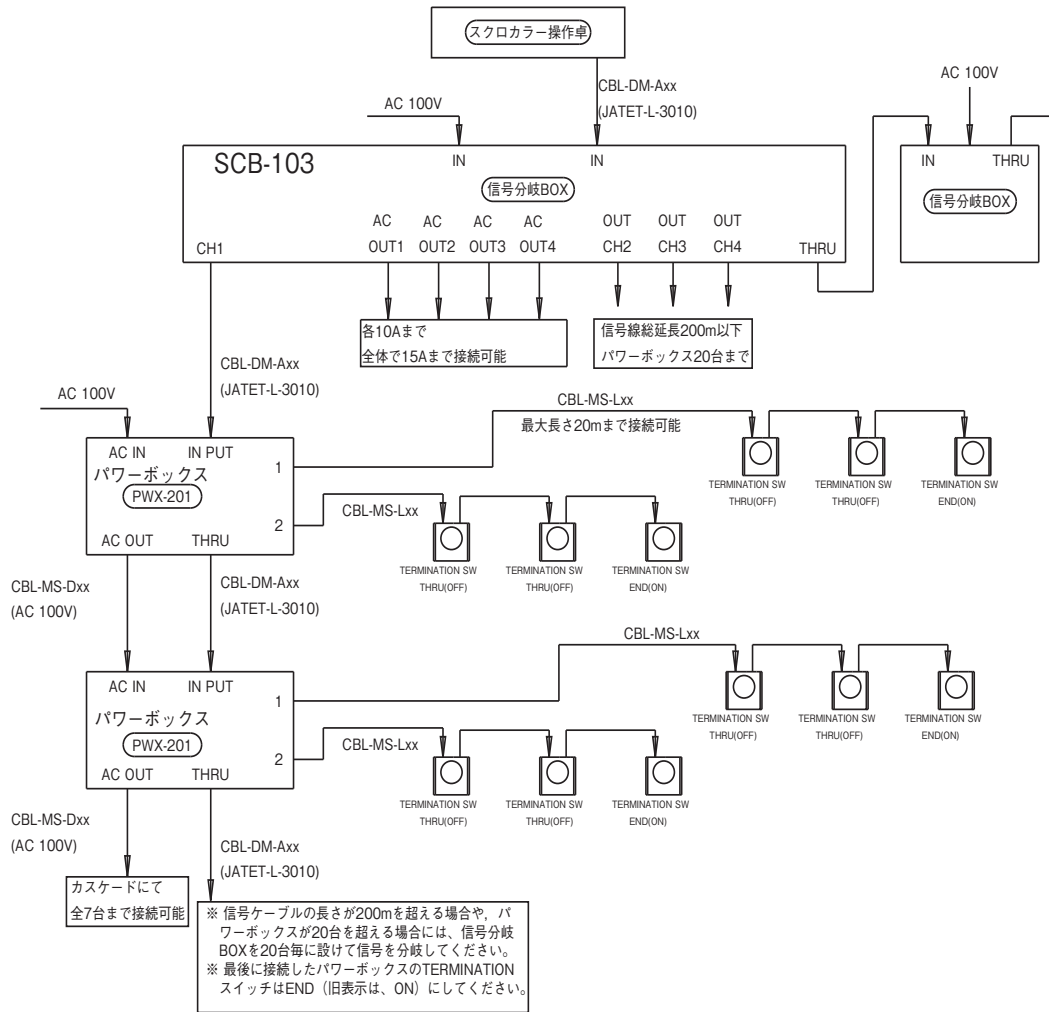 スクロカラー操作卓
CBL-DM-Axx
(JATET-L-3010)
AC 100V
AC 100V
IN
IN
SCB-103
信号分岐BOX
IN
THRU
信号分岐BOX
AC
OUT1
AC
OUT2
AC
OUT3
AC
OUT4
OUT
CH2
OUT
CH3
OUT
CH4
CH1
THRU
各10Aまで
全体で15Aまで接続可能
信号線総延長200m以下
パワーボックス20台まで
CBL-DM-Axx
(JATET-L-3010)
AC 100V
CBL-MS-Lxx
最大長さ20mまで接続可能
AC IN
IN PUT
1
パワーボックス
PWX-201
2
AC OUT
THRU
TERMINATION SW
THRU(OFF)
TERMINATION SW
THRU(OFF)
TERMINATION SW
END(ON)
CBL-MS-Lxx
TERMINATION SW
THRU(OFF)
TERMINATION SW
THRU(OFF)
TERMINATION SW
END(ON)
CBL-MS-Dxx
(AC 100V)
CBL-DM-Axx
(JATET-L-3010)
CBL-MS-Lxx
AC IN
IN PUT
1
パワーボックス
PWX-201
2
AC OUT
THRU
TERMINATION SW
THRU(OFF)
TERMINATION SW
THRU(OFF)
TERMINATION SW
END(ON)
CBL-MS-Lxx
TERMINATION SW
THRU(OFF)
TERMINATION SW
THRU(OFF)
TERMINATION SW
END(ON)
CBL-MS-Dxx
(AC 100V)
CBL-DM-Axx
(JATET-L-3010)
カスケードにて
全7台まで接続可能
※ 信号ケーブルの長さが200mを超える場合や，パ
ワーボックスが20台を超える場合には、信号分岐
BOXを20台毎に設けて信号を分岐してください。
※ 最後に接続したパワーボックスのTERMINATION
スイッチはEND（旧表示は、ON）にしてください。